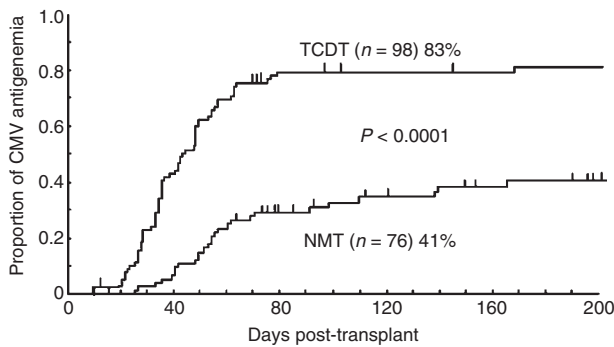 1.0
TCDT (n = 98) 83%
0.8
P < 0.0001
0.6
0.4
0.2
NMT (n = 76) 41%
0
0 40 80 120 160 200
Days post-transplant
Proportion of CMV antigenemia